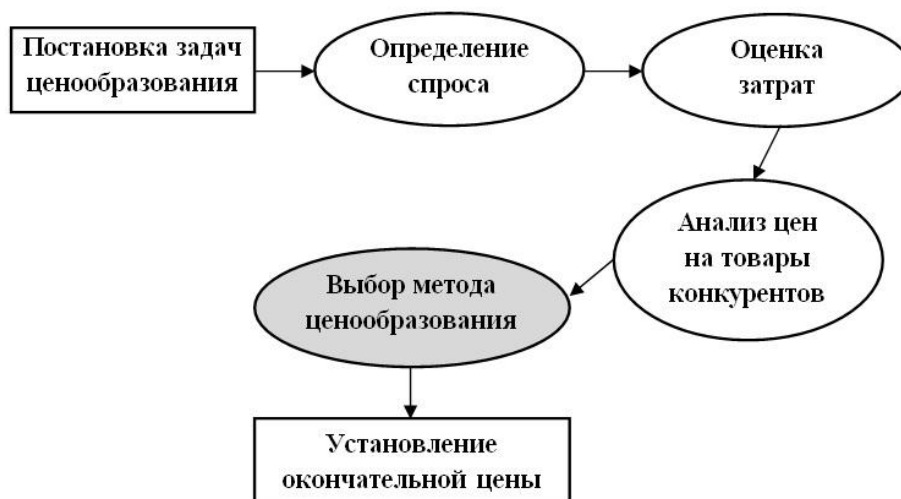 Постановка задач
ценообразования
Определение
спроса
Оценка
затрат
Анализ цен
на товары
конкурентов
Выбор метода
ценообразования
Установление
окончательной цены